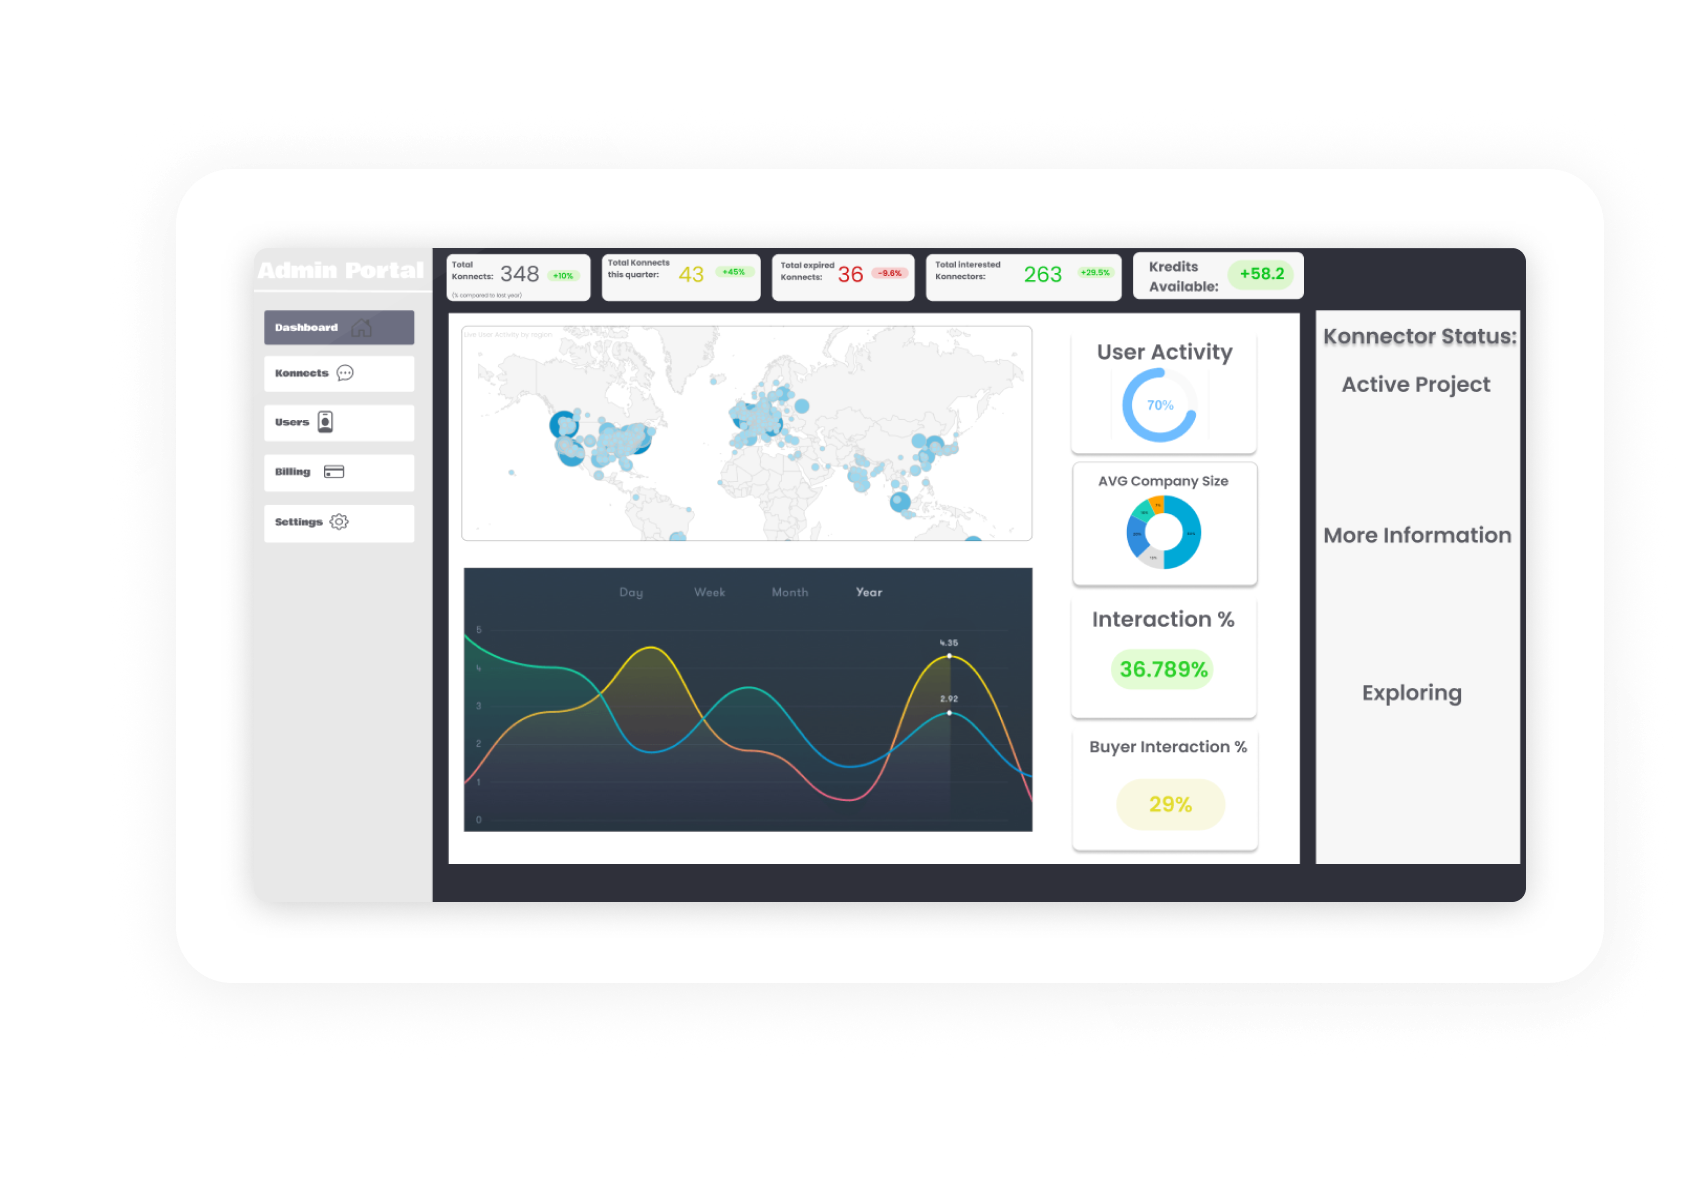 Admin Portal
Dashboard
Konnects
Users
Billing
Settings
Total
Konnects:
348
+10%
(% compared to last year)
Total Konnects
this quarter:
43
+45%
Total expired
Konnects:
36
-9.6%
Total interested
Konnectors:
263
+29.5%
Kredits
Available:
+58.2
Live User Activity by region
User Activity
70%
AVG Company Size
Day
Week
Month
Year
5
4
3
2
1
0
4.35
2.92
Interaction %
36.789%
Buyer Interaction %
29%
Konnector Status:
Active Project
More Information
Exploring